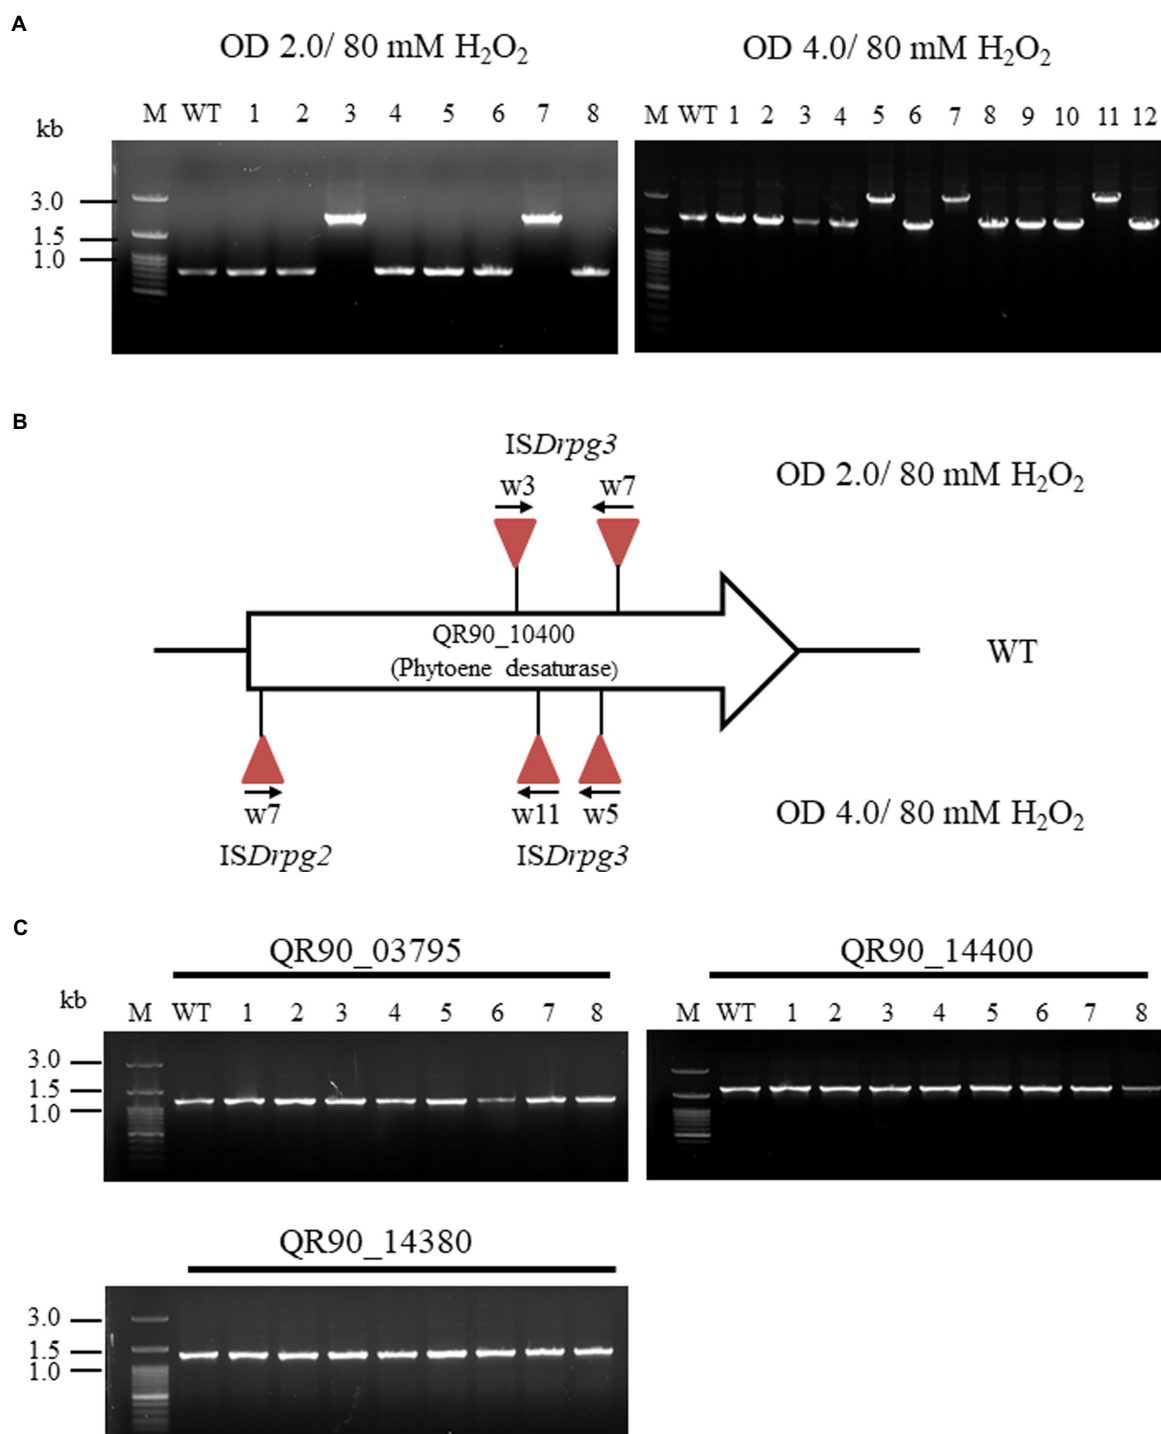 A
OD 2.0/ 80 mM H₂O₂
OD 4.0/ 80 mM H₂O₂
kb
M WT 1 2 3 4 5 6 7 8
M WT 1 2 3 4 5 6 7 8 9 10 11 12
3.0
1.5
1.0
B
ISDrpg3
w3 w7
OD 2.0/ 80 mM H₂O₂
QR90_10400
(Phytoene desaturase)
WT
w7 w11 w5
OD 4.0/ 80 mM H₂O₂
ISDrpg2 ISDrpg3
C
QR90_03795
QR90_14400
kb
M WT 1 2 3 4 5 6 7 8
M WT 1 2 3 4 5 6 7 8
3.0
1.5
1.0
QR90_14380
3.0
1.5
1.0